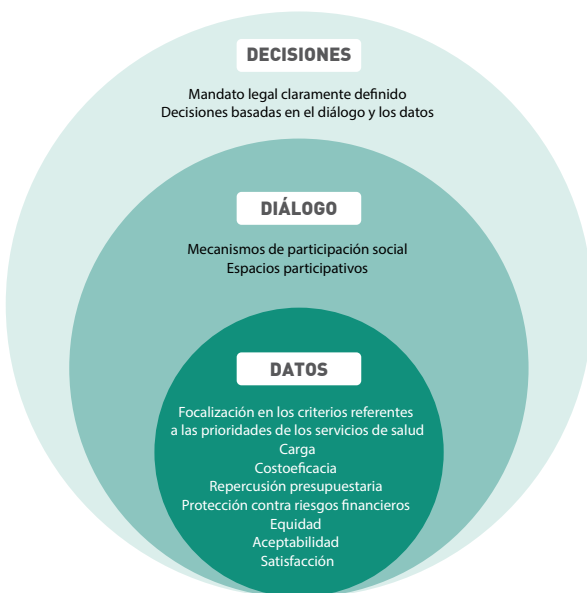 DECISIONES
Mandato legal claramente definido
Decisiones basadas en el diálogo y los datos
DIÁLOGO
Mecanismos de participación social
Espacios participativos
DATOS
Focalización en los criterios referentes
a las prioridades de los servicios de salud
Carga
Costoeficacia
Repercusión presupuestaria
Protección contra riesgos financieros
Equidad
Aceptabilidad
Satisfacción